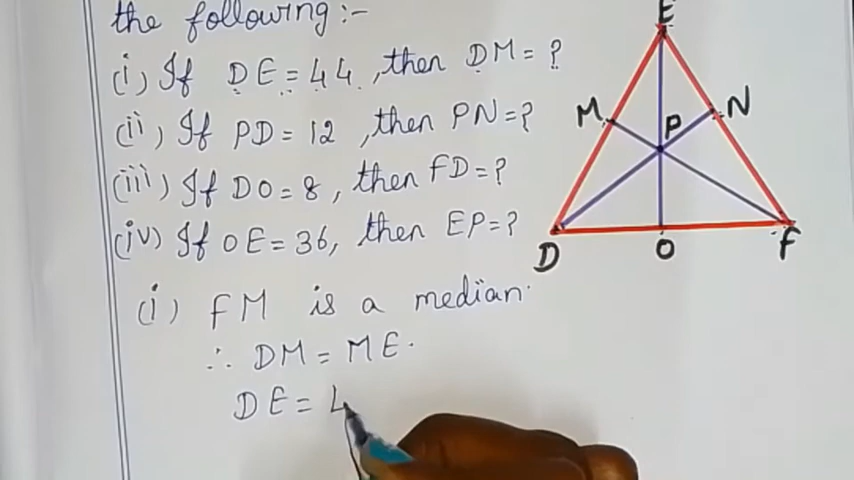 the following:-
(i) If DE = 44, then DM = ?
(ii) If PD = 12, then PN = ?
(iii) If DO = 8, then FD = ?
(iv) If OE = 36, then EP = ?
(i) FM is a median.
∴ DM = ME.
DE = 4
E
M
N
P
D
O
F